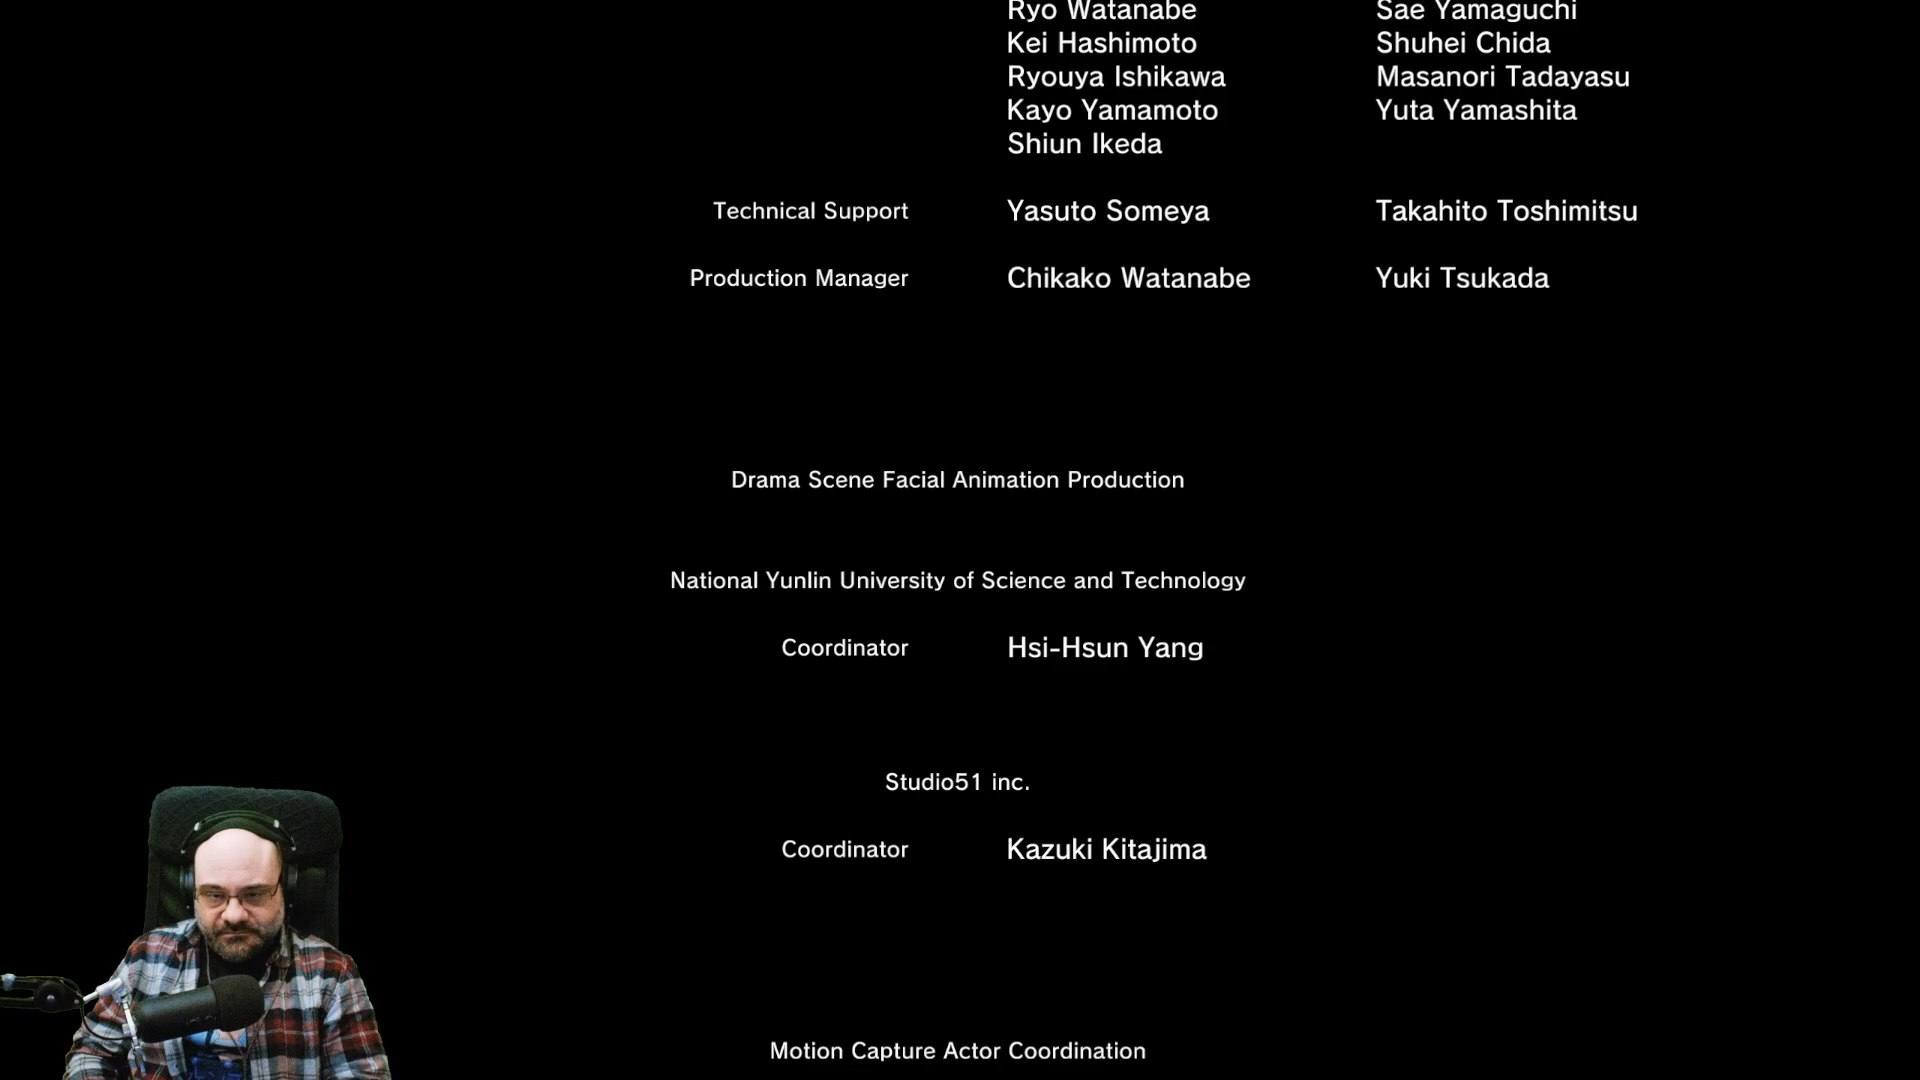 Ryo Watanabe Sae Yamaguchi
Kei Hashimoto Shuhei Chida
Ryouya Ishikawa Masanori Tadayasu
Kayo Yamamoto Yuta Yamashita
Shiun Ikeda
Technical Support Yasuto Someya Takahito Toshimitsu
Production Manager Chikako Watanabe Yuki Tsukada
Drama Scene Facial Animation Production
National Yunlin University of Science and Technology
Coordinator Hsi-Hsun Yang
Studio51 inc.
Coordinator Kazuki Kitajima
Motion Capture Actor Coordination